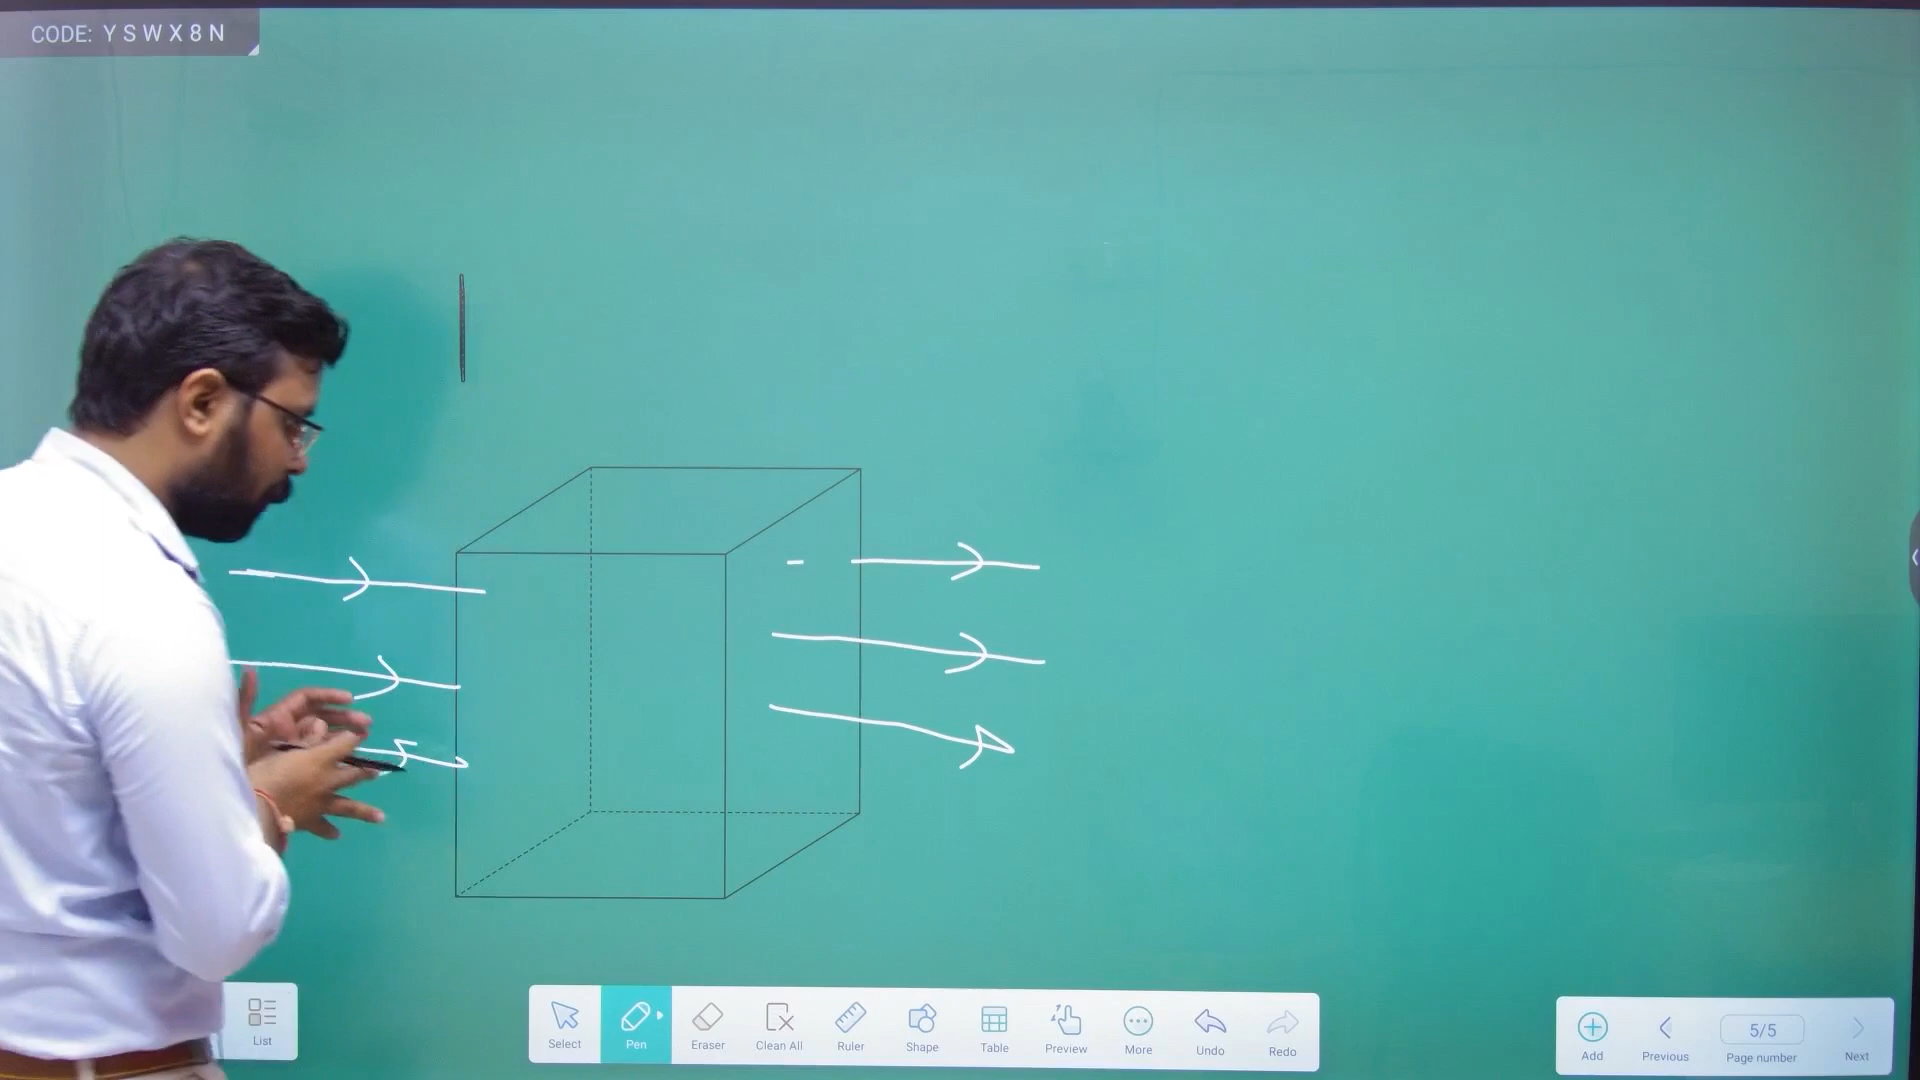 CODE: YSWX8N
List
Select
Pen
Eraser
Clean All
Ruler
Shape
Table
Preview
More
Undo
Redo
Add
Previous
5/5
Page number
Next